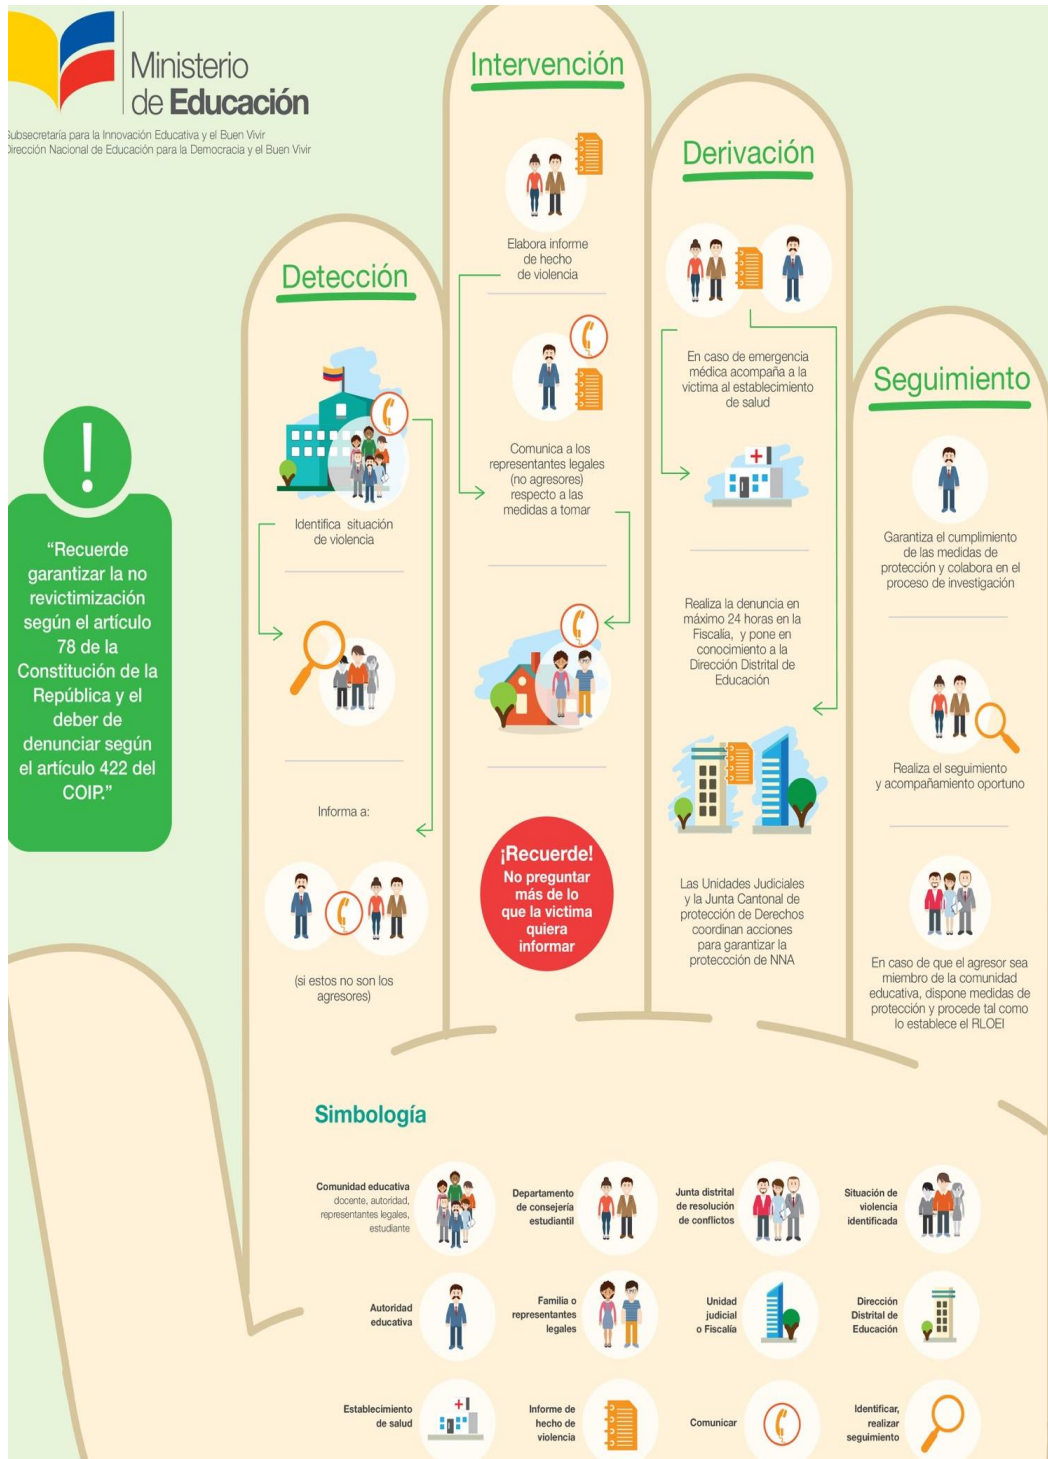 Ministerio
de Educación
Subsecretaría para la Innovación Educativa y el Buen Vivir
Dirección Nacional de Educación para la Democracia y el Buen Vivir
!
“Recuerde
garantizar la no
revictimización
según el artículo
78 de la
Constitución de la
República y el
deber de
denunciar según
el artículo 422 del
COIP.”
Detección
Identifica situación
de violencia
Informa a:
(si estos no son los
agresores)
Intervención
Elabora informe
de hecho
de violencia
Comunica a los
representantes legales
(no agresores)
respecto a las
medidas a tomar
¡Recuerde!
No preguntar
más de lo
que la victima
quiera
informar
Derivación
En caso de emergencia
médica acompaña a la
victima al establecimiento
de salud
Realiza la denuncia en
máximo 24 horas en la
Fiscalía, y pone en
conocimiento a la
Dirección Distrital de
Educación
Las Unidades Judiciales
y la Junta Cantonal de
protección de Derechos
coordinan acciones
para garantizar la
proteccción de NNA
Seguimiento
Garantiza el cumplimiento
de las medidas de
protección y colabora en el
proceso de investigación
Realiza el seguimiento
y acompañamiento oportuno
En caso de que el agresor sea
miembro de la comunidad
educativa, dispone medidas de
protección y procede tal como
lo establece el RLOEI
Simbología
Comunidad educativa
docente, autoridad,
representantes legales,
estudiante
Departamento
de consejería
estudiantil
Junta distrital
de resolución
de conflictos
Situación de
violencia
identificada
Autoridad
educativa
Familia o
representantes
legales
Unidad
judicial
o Fiscalía
Dirección
Distrital de
Educación
Establecimiento
de salud
Informe de
hecho de
violencia
Comunicar
Identificar,
realizar
seguimiento